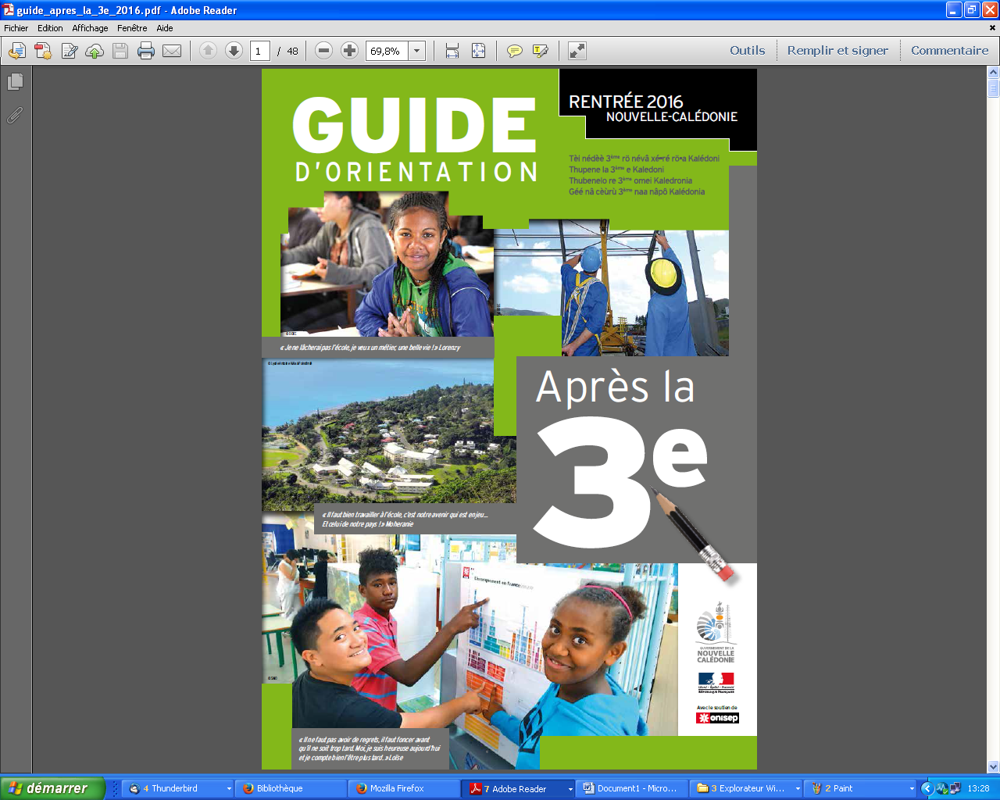 guide_apres_la_3e_2016.pdf - Adobe Reader
Fichier Edition Affichage Fenêtre Aide
1 / 48 69,8% Outils Remplir et signer Commentaire
GUIDE
D'ORIENTATION
RENTRÉE 2016
NOUVELLE-CALÉDONIE
Tèi nédèè 3ème rö névâ xé-ré rö-a Kalédoni
Thupene la 3ème e Kaledoni
Thubenelo re 3ème omei Kaledronia
Géé nâ cèùrù 3ème naa nâpô Kalédonia
« Je ne lâcherai pas l'école, je veux un métier, une belle vie ! » Lorenzy
Après la
3e
« Il faut bien travailler à l'école, c'est notre avenir qui est en jeu...
Et celui de notre pays ! » Moheranie
L'enseignement en france
« Il ne faut pas avoir de regrets, il faut foncer avant
qu'il ne soit trop tard. Moi, je suis heureuse aujourd'hui
et je compte bien l'être plus tard. » Loïse
GOUVERNEMENT DE LA
NOUVELLE
CALÉDONIE
Liberté • Égalité • Fraternité
RÉPUBLIQUE FRANÇAISE
Avec le soutien de
onisep
démarrer 4 Thunderbird Bibliothèque Mozilla Firefox 7 Adobe Reader Document1 - Micro... 3 Explorateur Wi... 2 Paint 13:28